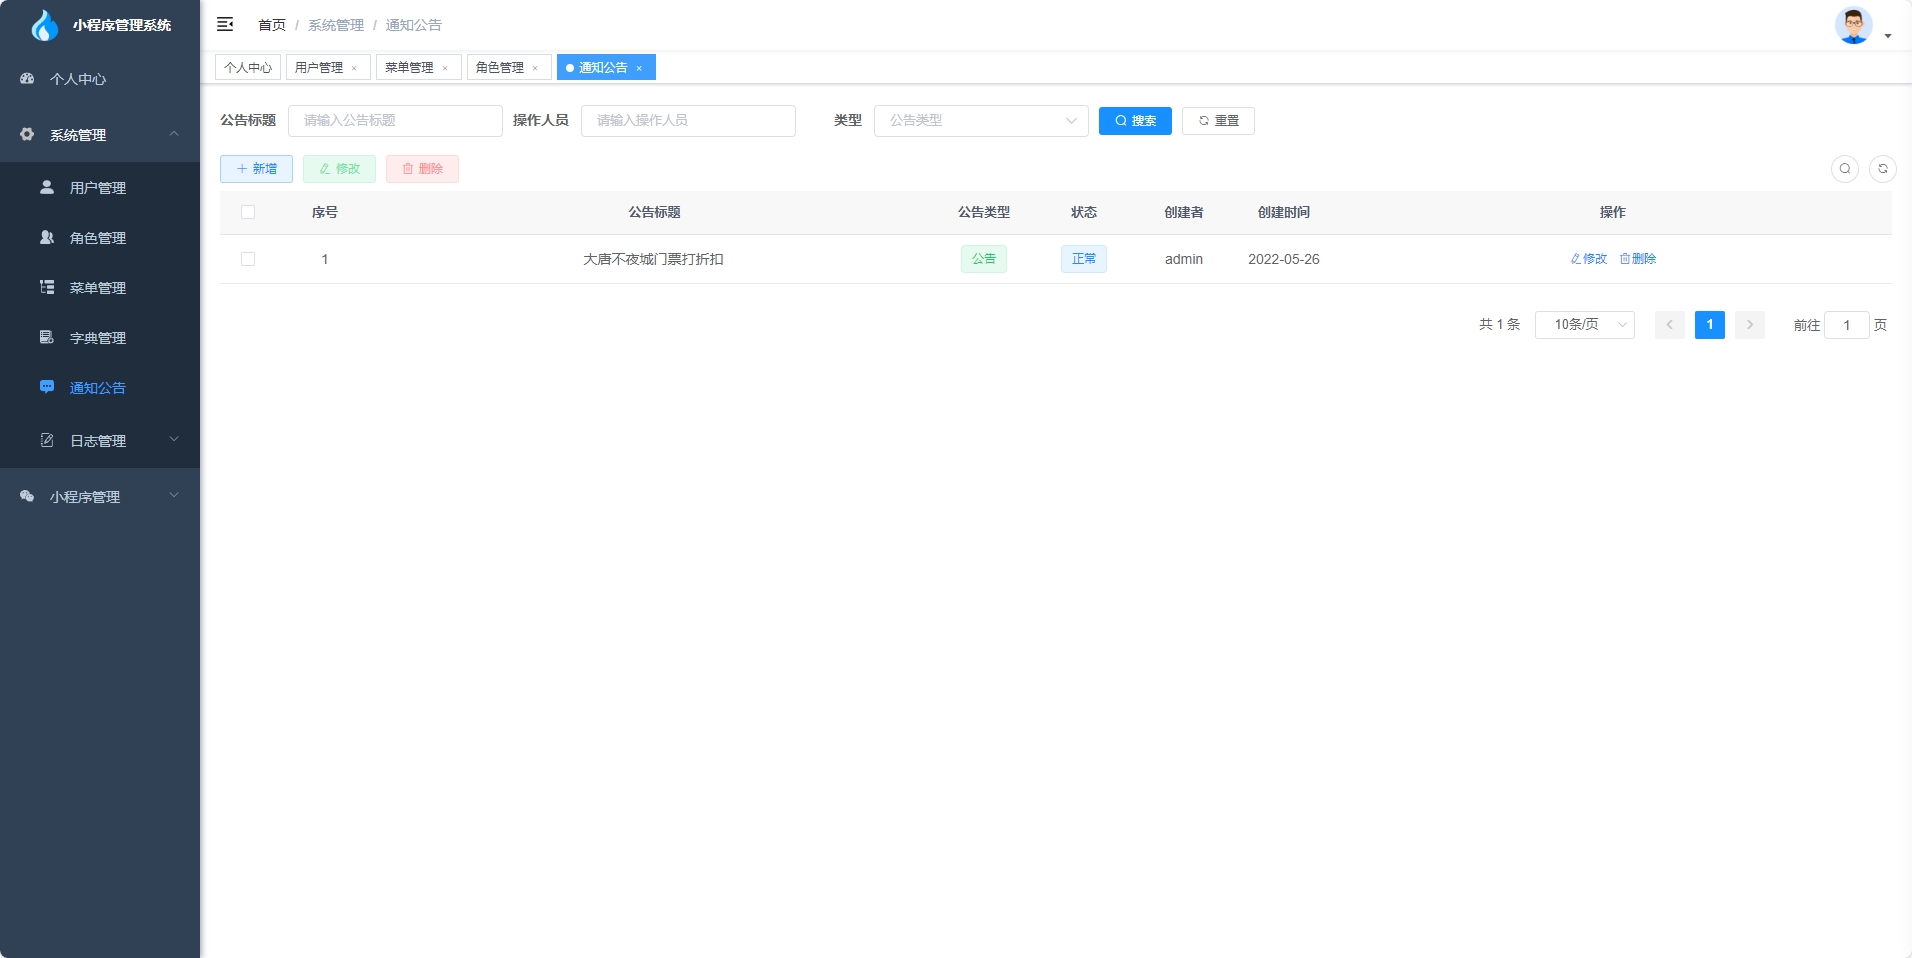 小程序管理系统
首页 / 系统管理 / 通知公告
个人中心
用户管理 ×
菜单管理 ×
角色管理 ×
通知公告 ×
个人中心
系统管理
用户管理
角色管理
菜单管理
字典管理
通知公告
日志管理
小程序管理
公告标题 请输入公告标题 操作人员 请输入操作人员 类型 公告类型 搜索 重置
新增 修改 删除
序号 公告标题 公告类型 状态 创建者 创建时间 操作
1 大唐不夜城门票打折扣 公告 正常 admin 2022-05-26 修改 删除
共 1 条 10条/页 1 前往 1 页